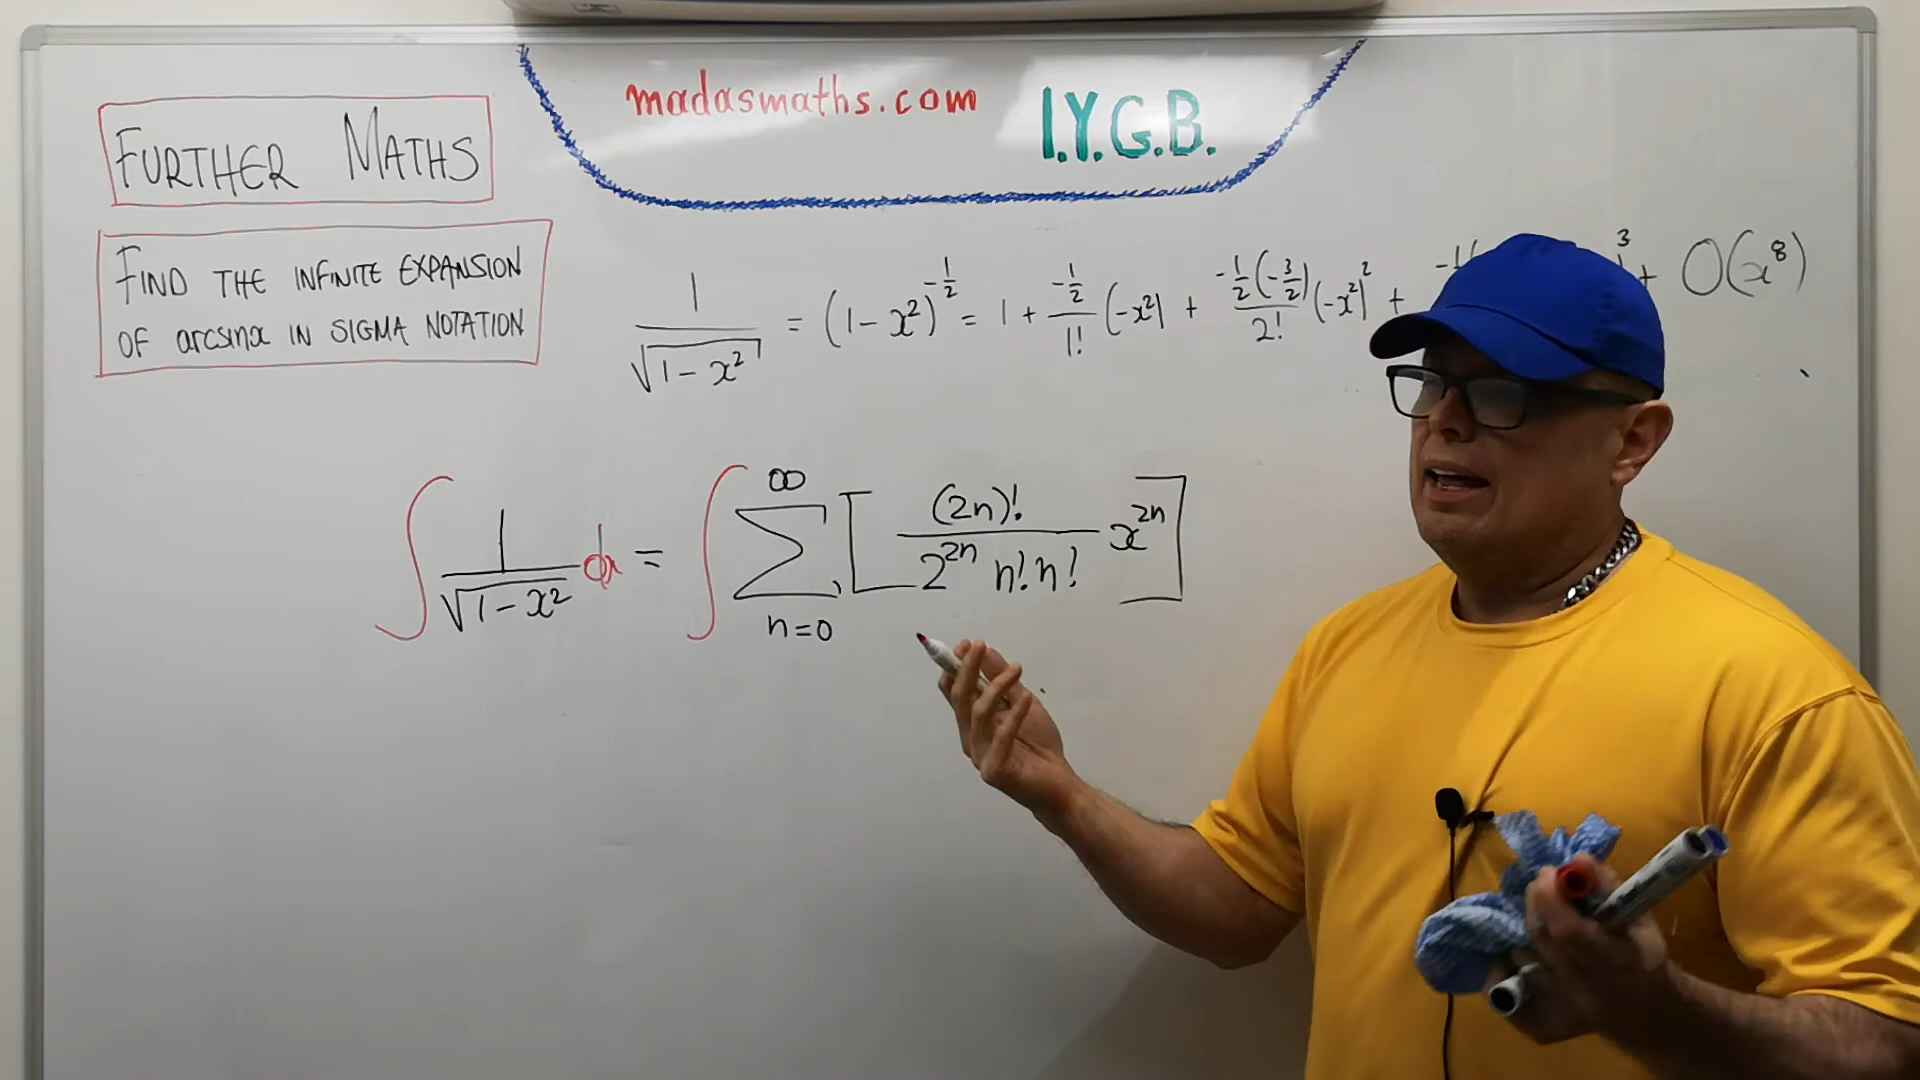 madasmaths.com I.Y.G.B.
FURTHER MATHS
FIND THE INFINITE EXPANSION
OF arcsinx IN SIGMA NOTATION
1/√(1-x²) = (1-x²)^(-1/2) = 1 + (-1/2)/1! (-x²) + (-1/2(-3/2))/2! (-x²)² + + O(x⁸)
∫ 1/√(1-x²) dx = ∫ ∞ Σ n=0 [ (2n)!/(2^(2n) n! n!) x^(2n) ]